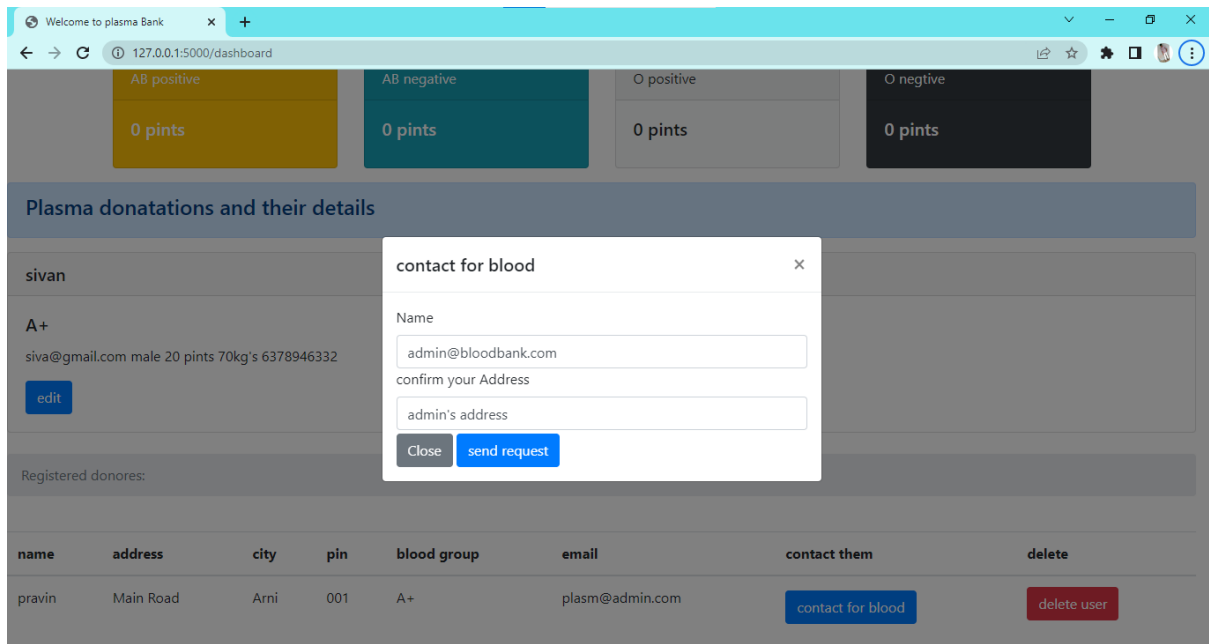 Welcome to plasma Bank
127.0.0.1:5000/dashboard
AB positive AB negative O positive O negtive
0 pints 0 pints 0 pints 0 pints
Plasma donatations and their details
sivan
A+
siva@gmail.com male 20 pints 70kg's 6378946332
edit
contact for blood ×
Name
admin@bloodbank.com
confirm your Address
admin's address
Close send request
Registered donores:
name address city pin blood group email contact them delete
pravin Main Road Arni 001 A+ plasm@admin.com contact for blood delete user